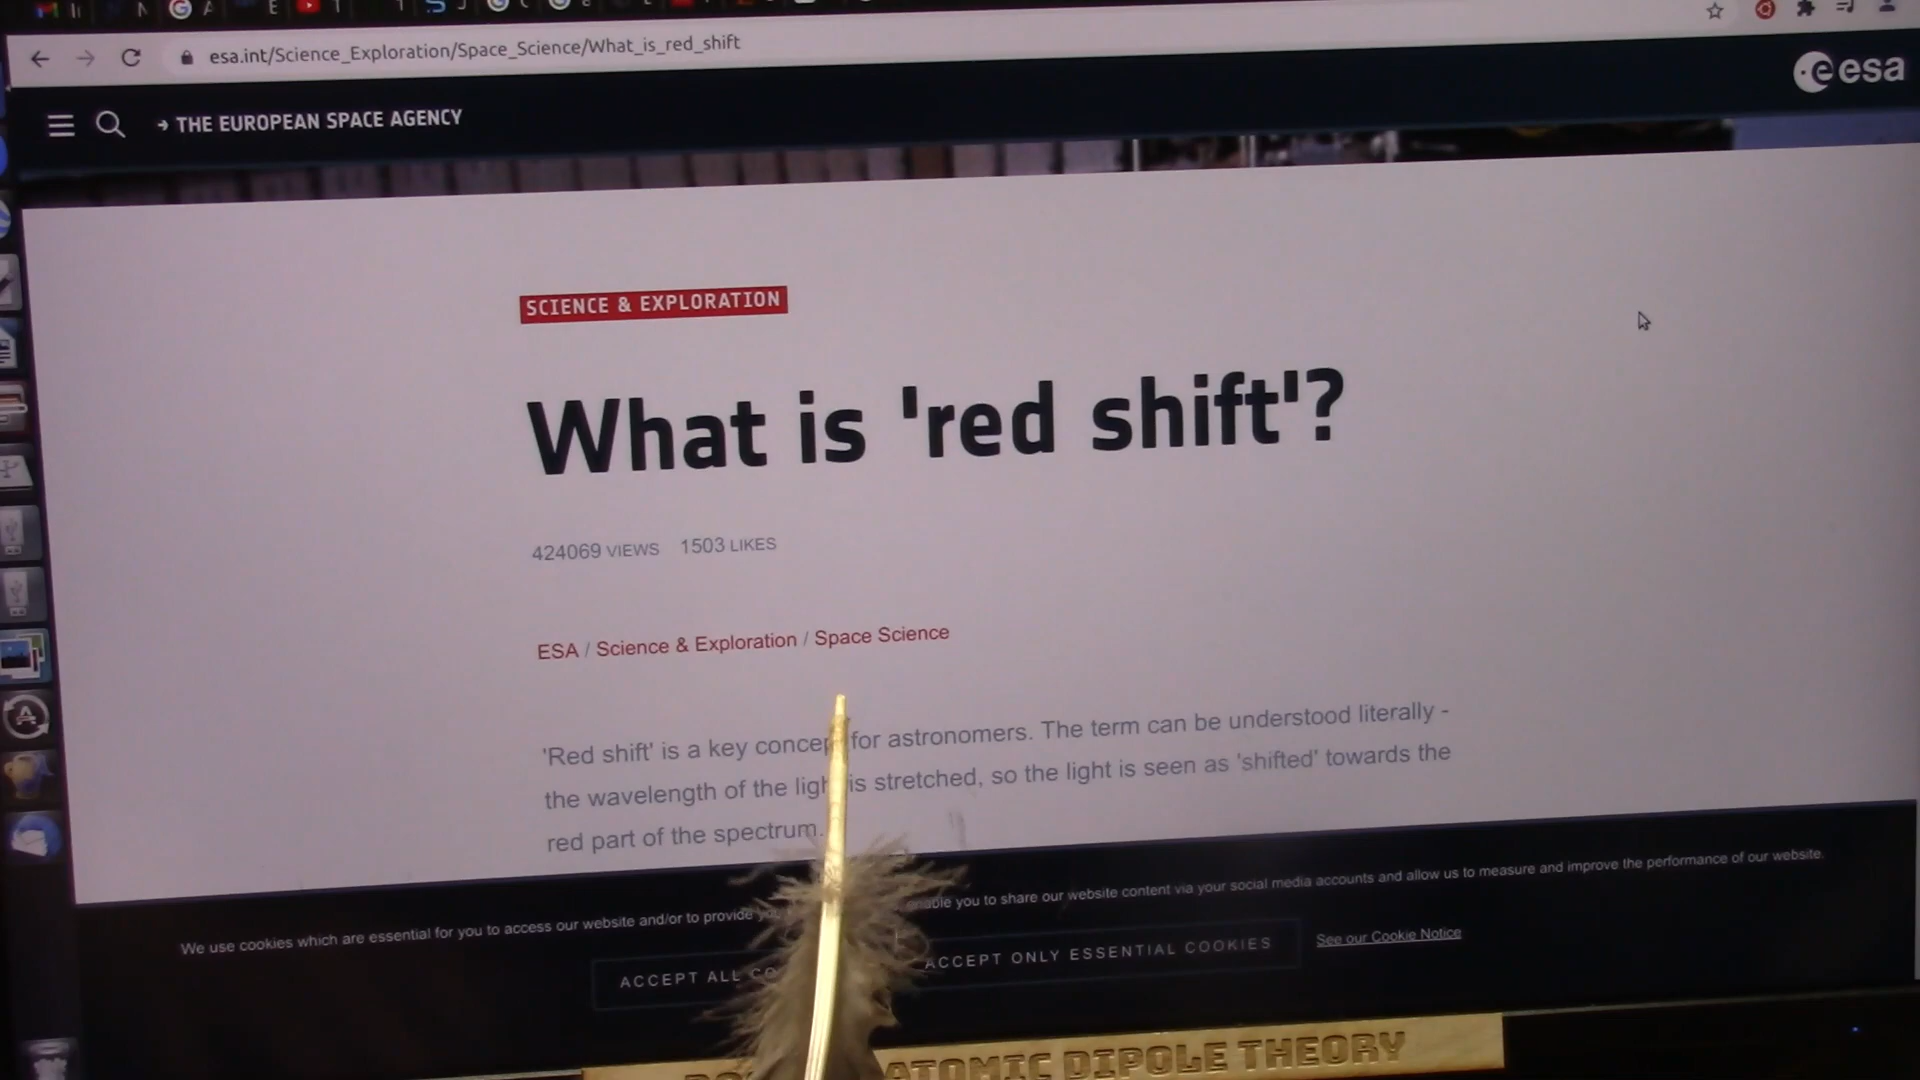 esa.int/Science_Exploration/Space_Science/What_is_red_shift
esa
→ THE EUROPEAN SPACE AGENCY
SCIENCE & EXPLORATION
What is 'red shift'?
424069 VIEWS 1503 LIKES
ESA / Science & Exploration / Space Science
'Red shift' is a key concep for astronomers. The term can be understood literally -
the wavelength of the ligh is stretched, so the light is seen as 'shifted' towards the
red part of the spectrum.
We use cookies which are essential for you to access our website and/or to provide you to share our website content via your social media accounts and allow us to measure and improve the performance of our website.
ACCEPT ALL CO ACCEPT ONLY ESSENTIAL COOKIES See our Cookie Notice
ATOMIC DIPOLE THEORY